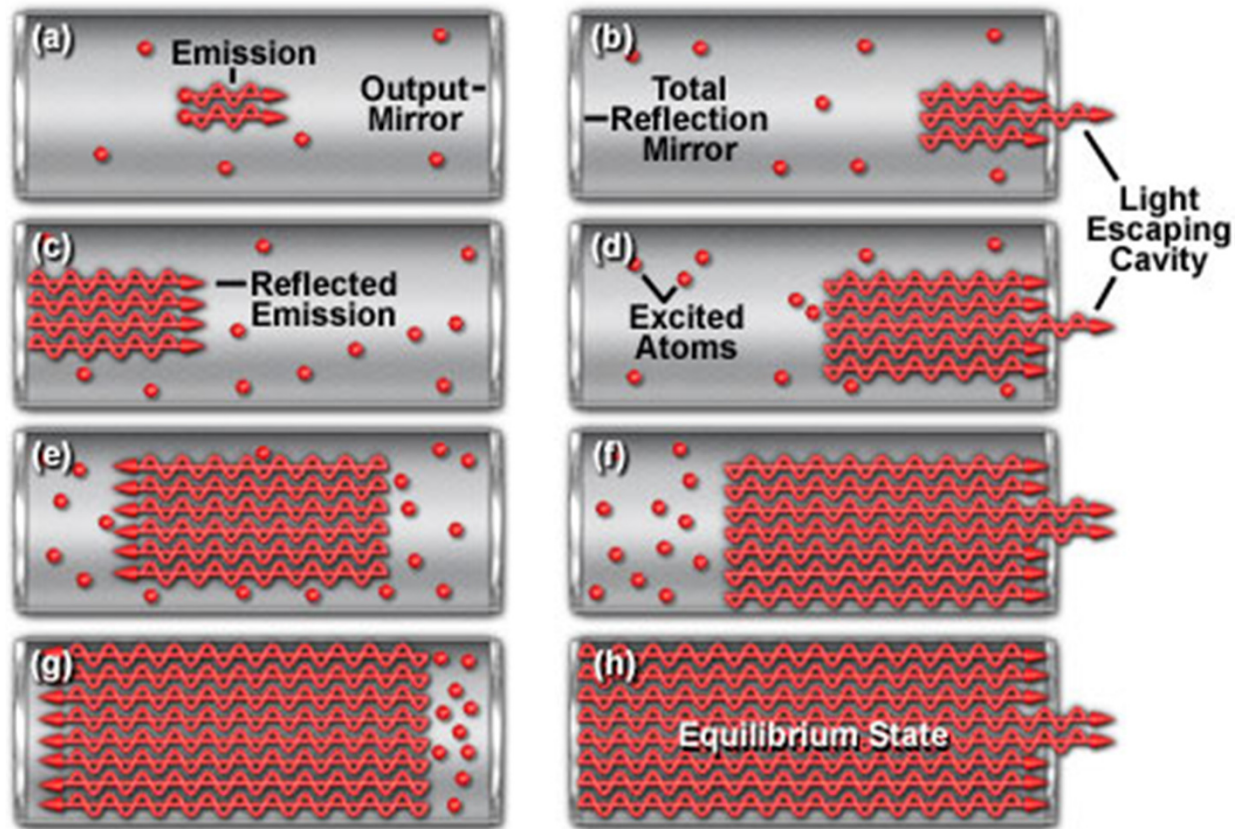 (a)
Emission
Output
Mirror
(b)
Total
Reflection
Mirror
Light
Escaping
Cavity
(c)
Reflected
Emission
(d)
Excited
Atoms
(e)
(f)
(g)
(h)
Equilibrium State